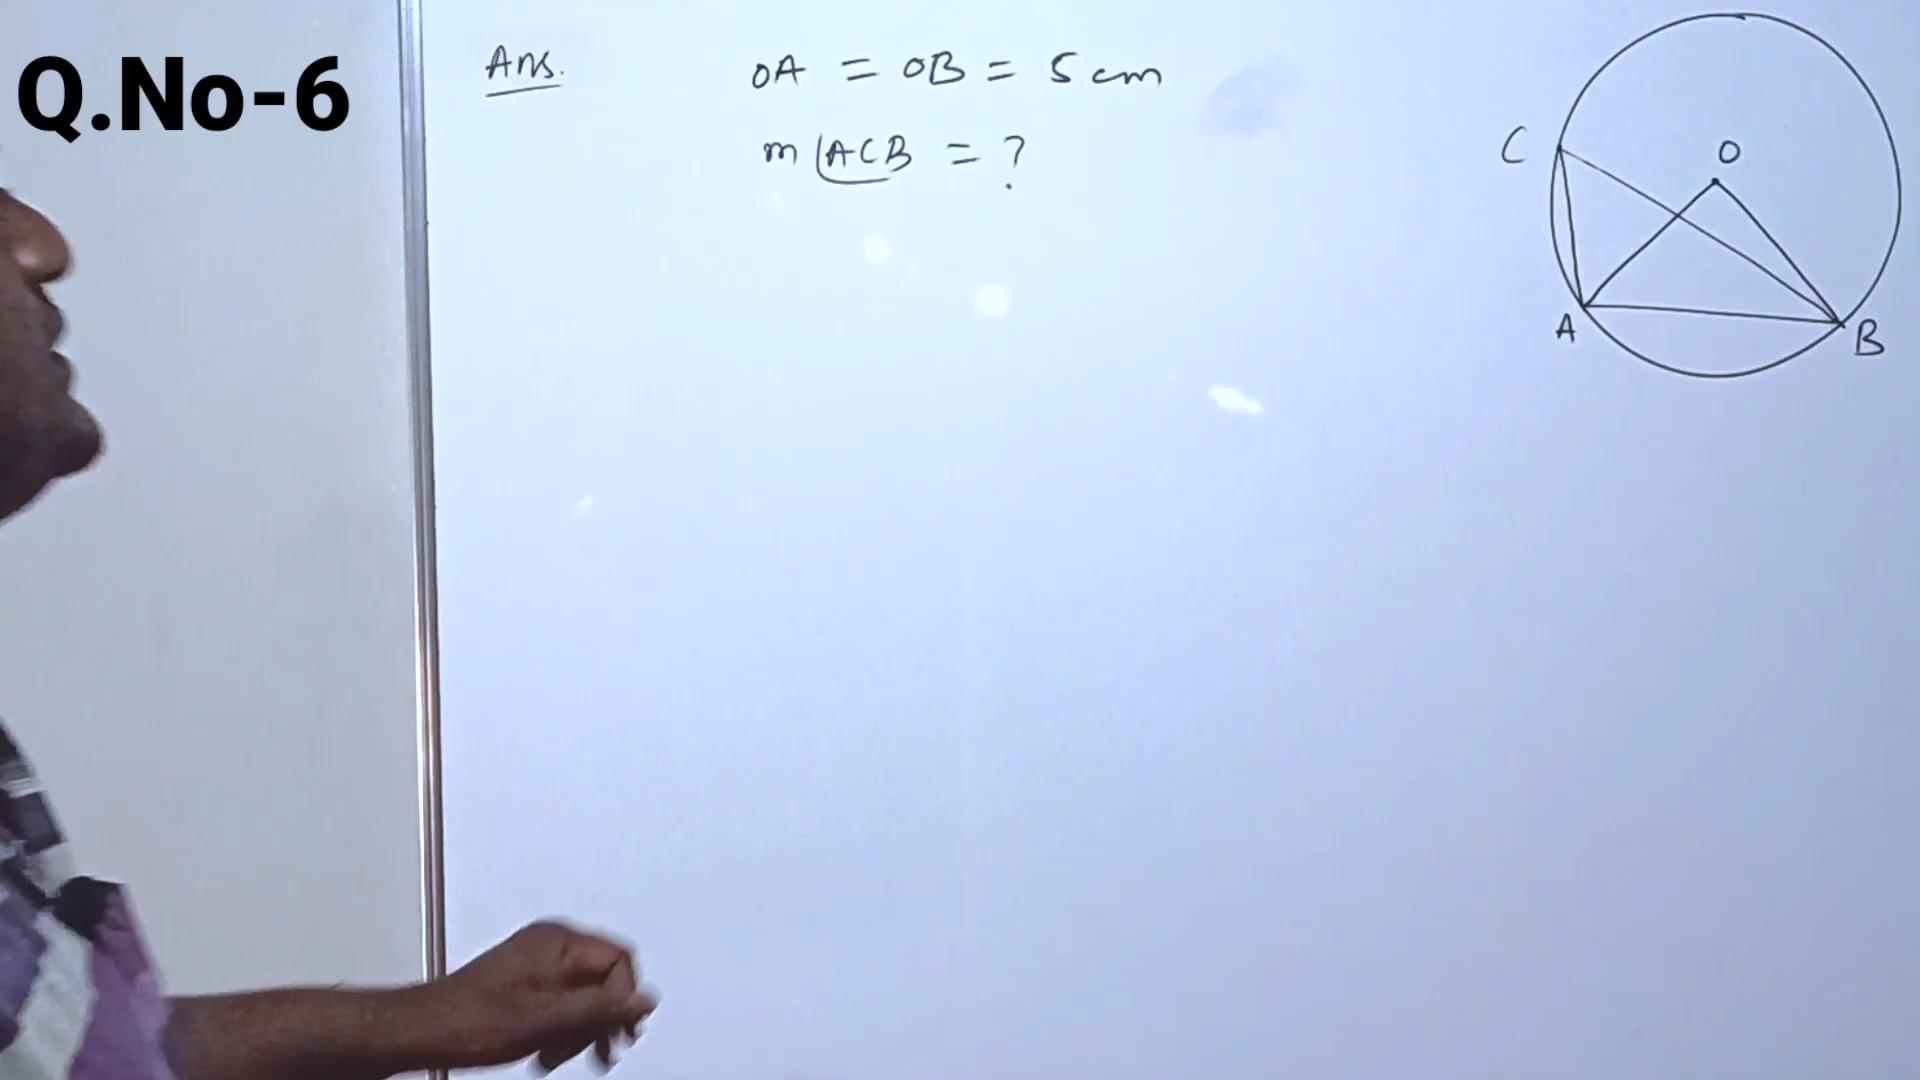 Q.No-6
Ans.
OA = OB = 5 cm
m∠ACB = ?
C
O
A
B